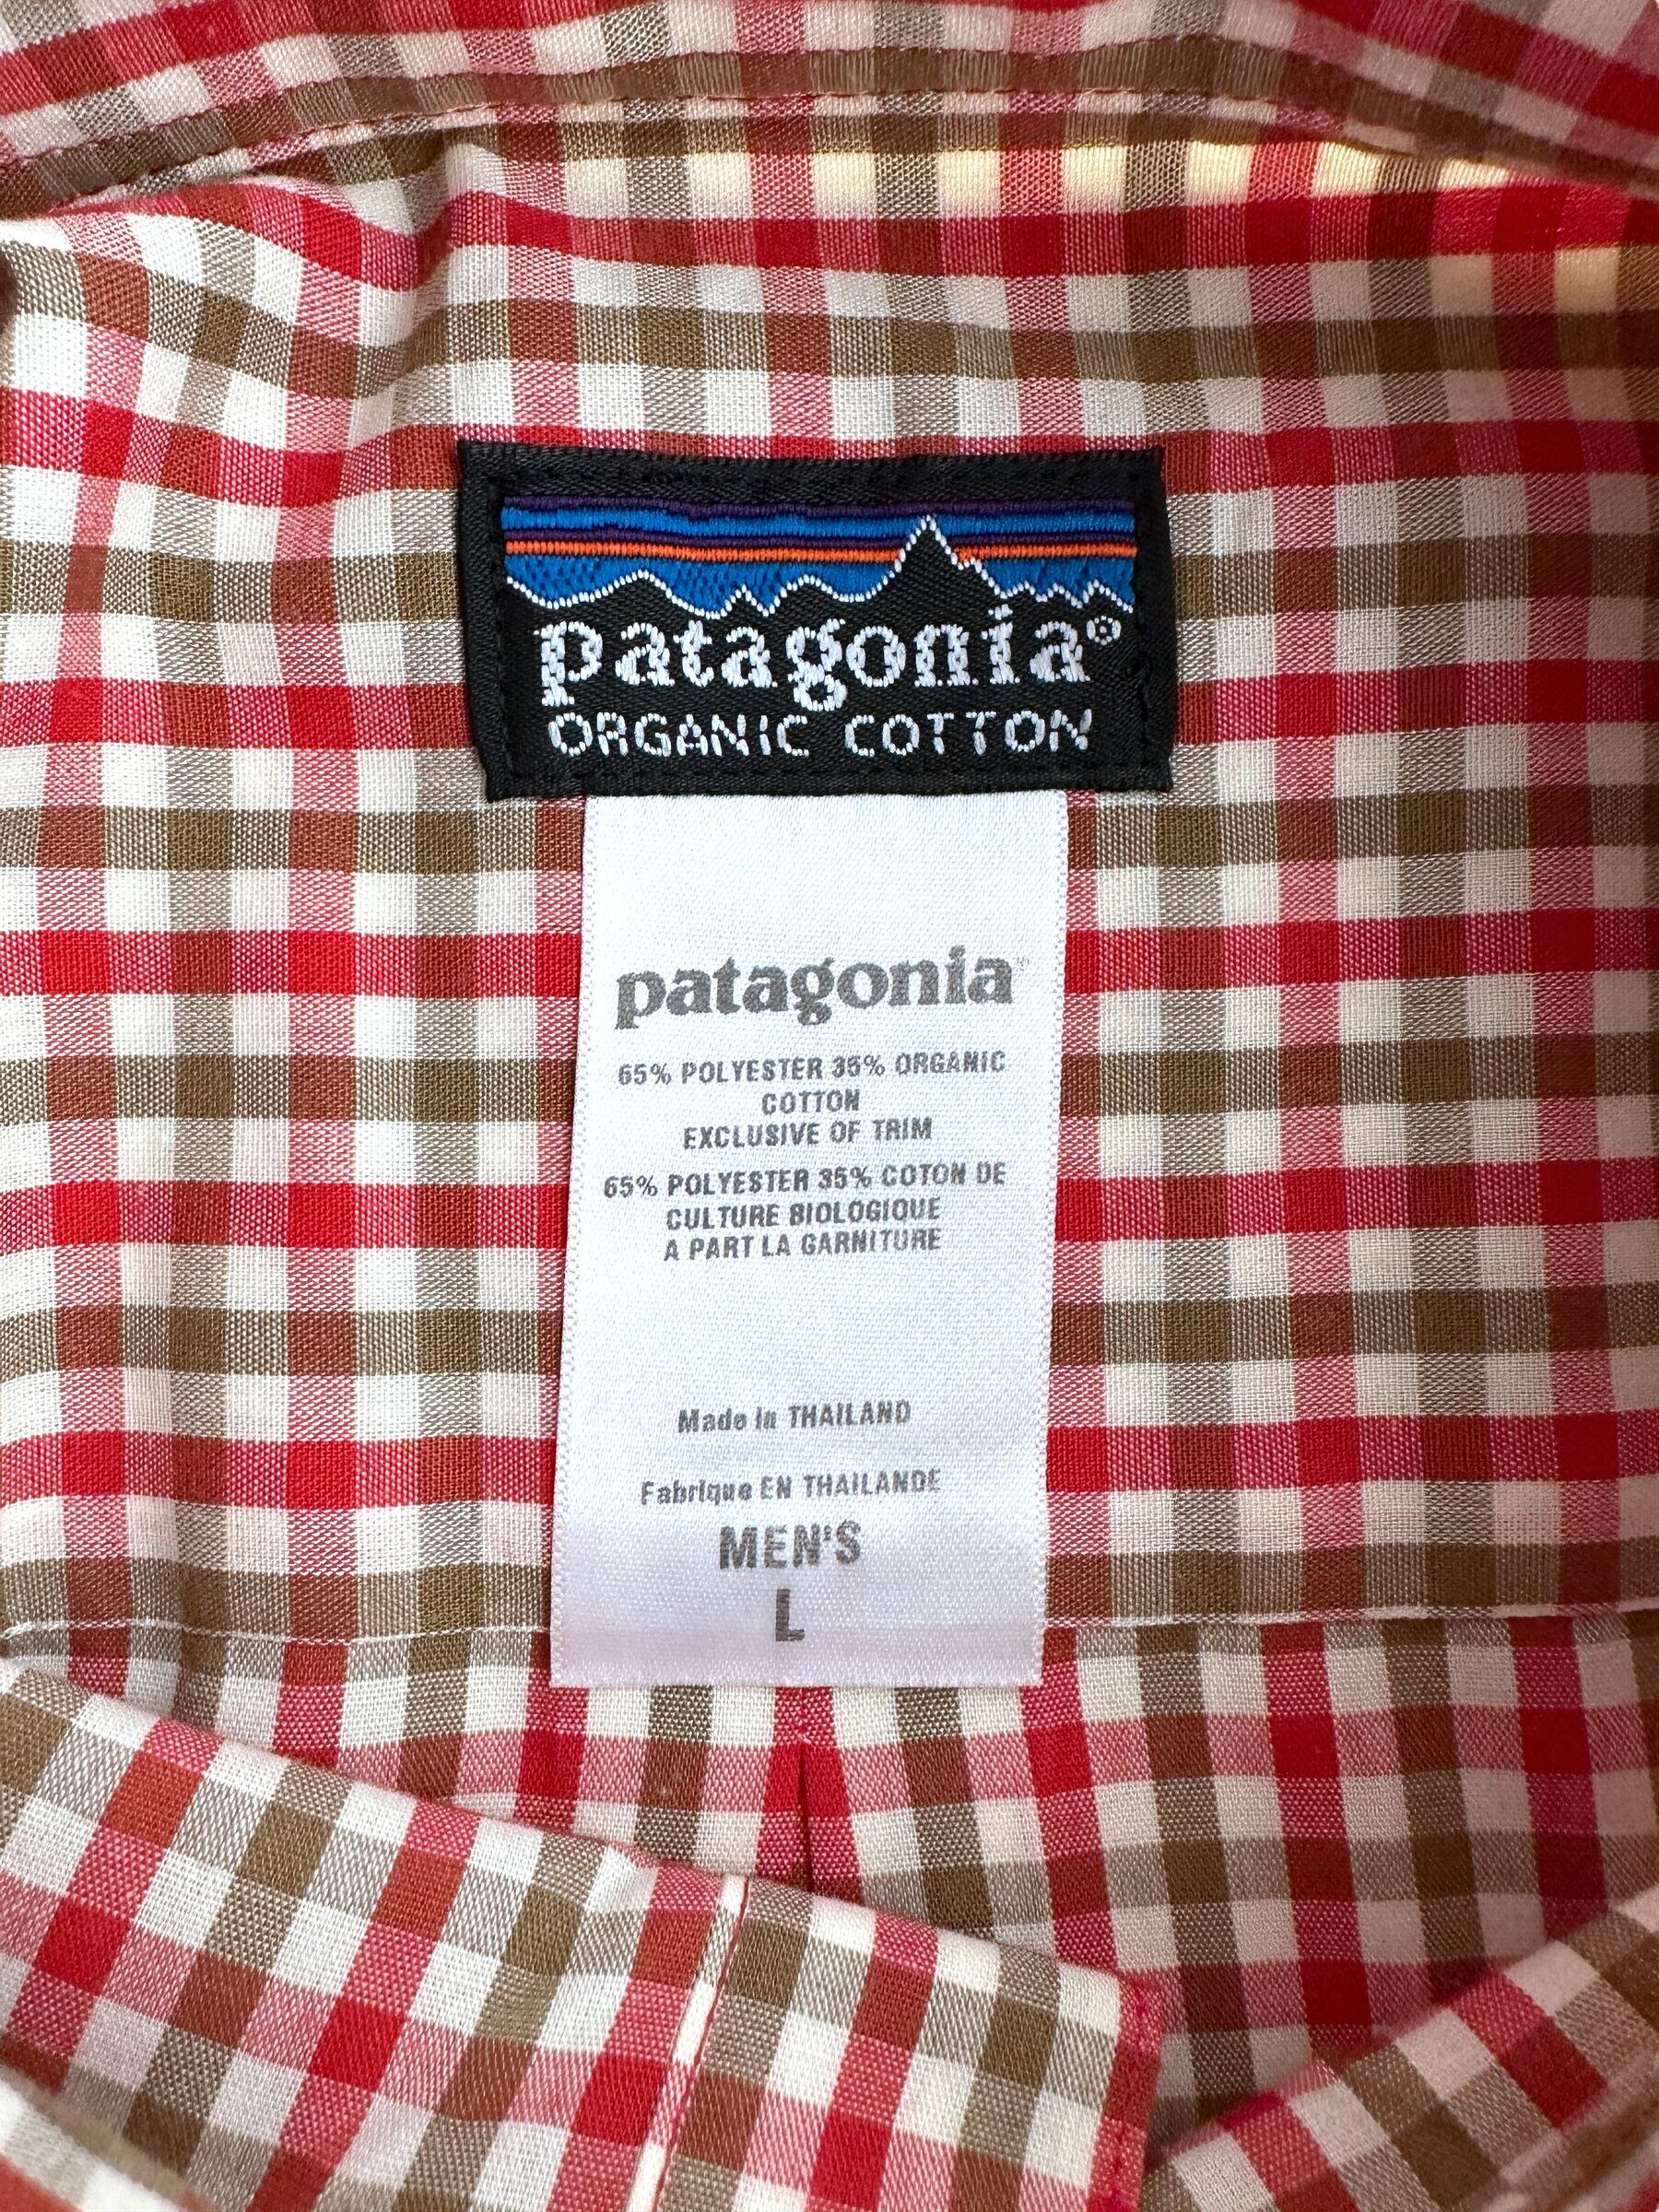 patagonia®
ORGANIC COTTON
patagonia
65% POLYESTER 35% ORGANIC
COTTON
EXCLUSIVE OF TRIM
65% POLYESTER 35% COTON DE
CULTURE BIOLOGIQUE
A PART LA GARNITURE
Made in THAILAND
Fabrique EN THAILANDE
MEN'S
L